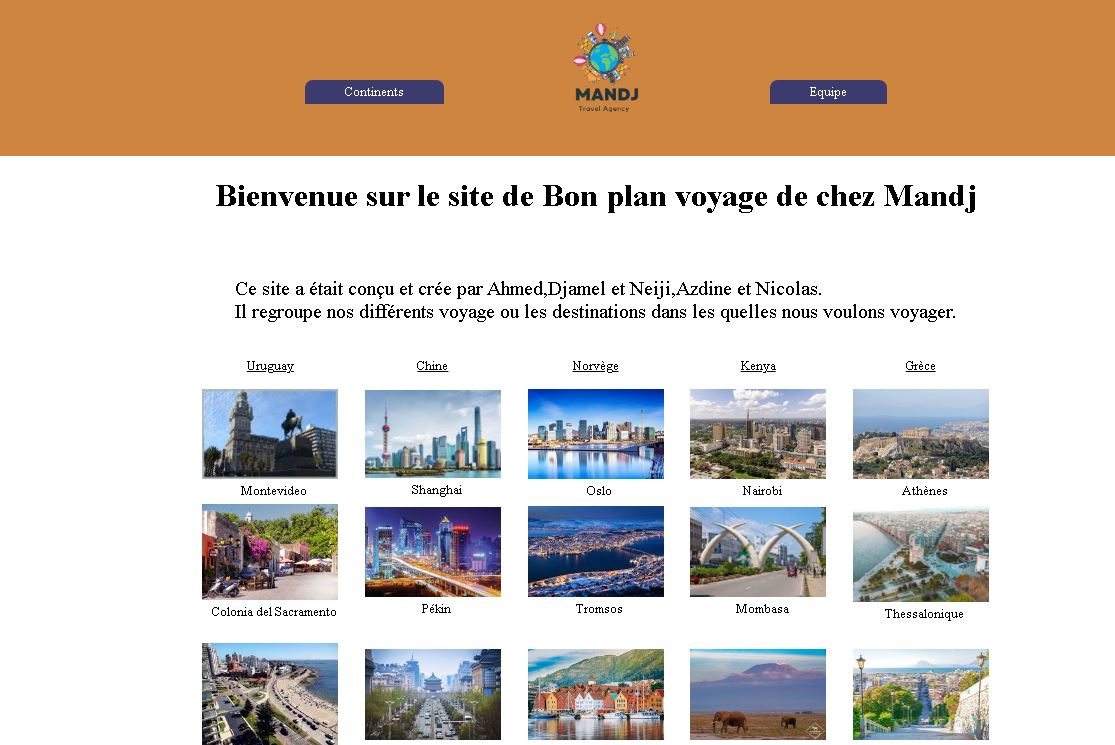 Continents
MANDJ
Travel Agency
Equipe
Bienvenue sur le site de Bon plan voyage de chez Mandj
Ce site a était conçu et crée par Ahmed,Djamel et Neiji,Azdine et Nicolas.
Il regroupe nos différents voyage ou les destinations dans les quelles nous voulons voyager.
Uruguay Chine Norvège Kenya Grèce
Montevideo Shanghai Oslo Nairobi Athènes
Colonia del Sacramento Pékin Tromsos Mombasa Thessalonique